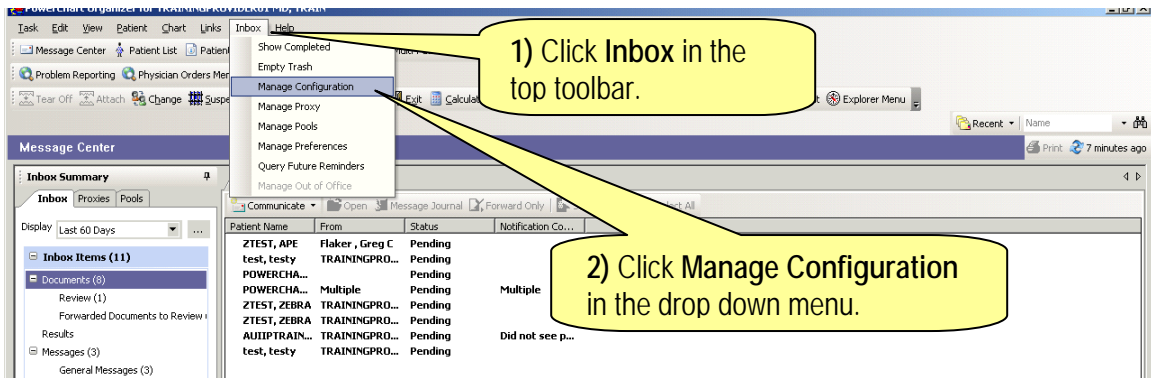 PowerChart Organizer for TRAININGPROVIDER01 MD, TRAIN
Task Edit View Patient Chart Links Inbox Help
Message Center Patient List
Show Completed
Empty Trash
Manage Configuration
Manage Proxy
Manage Pools
Manage Preferences
Query Future Reminders
Manage Out of Office
1) Click Inbox in the
top toolbar.
Problem Reporting Physician Orders
Tear Off Attach Change Exit Explorer Menu
Recent Name
Message Center Print 7 minutes ago
Inbox Summary
Inbox Proxies Pools
Communicate Open Message Journal Forward Only
Display Last 60 Days ...
Patient Name From Status Notification Co...
Inbox Items (11)
Documents (8)
Review (1)
Forwarded Documents to Review
Results
Messages (3)
General Messages (3)
ZTEST, APE Flaker , Greg C Pending
test, testy TRAININGPRO... Pending
POWERCHA... Pending
POWERCHA... Multiple Pending Multiple
ZTEST, ZEBRA TRAININGPRO... Pending
ZTEST, ZEBRA TRAININGPRO... Pending
AUIIPTRAIN... TRAININGPRO... Pending Did not see p...
test, testy TRAININGPRO... Pending
2) Click Manage Configuration
in the drop down menu.